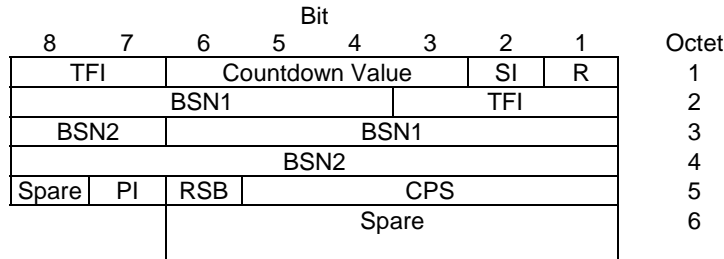 Bit
8 7 6 5 4 3 2 1 Octet
TFI Countdown Value SI R 1
BSN1 TFI 2
BSN2 BSN1 3
BSN2 4
Spare PI RSB CPS 5
Spare 6